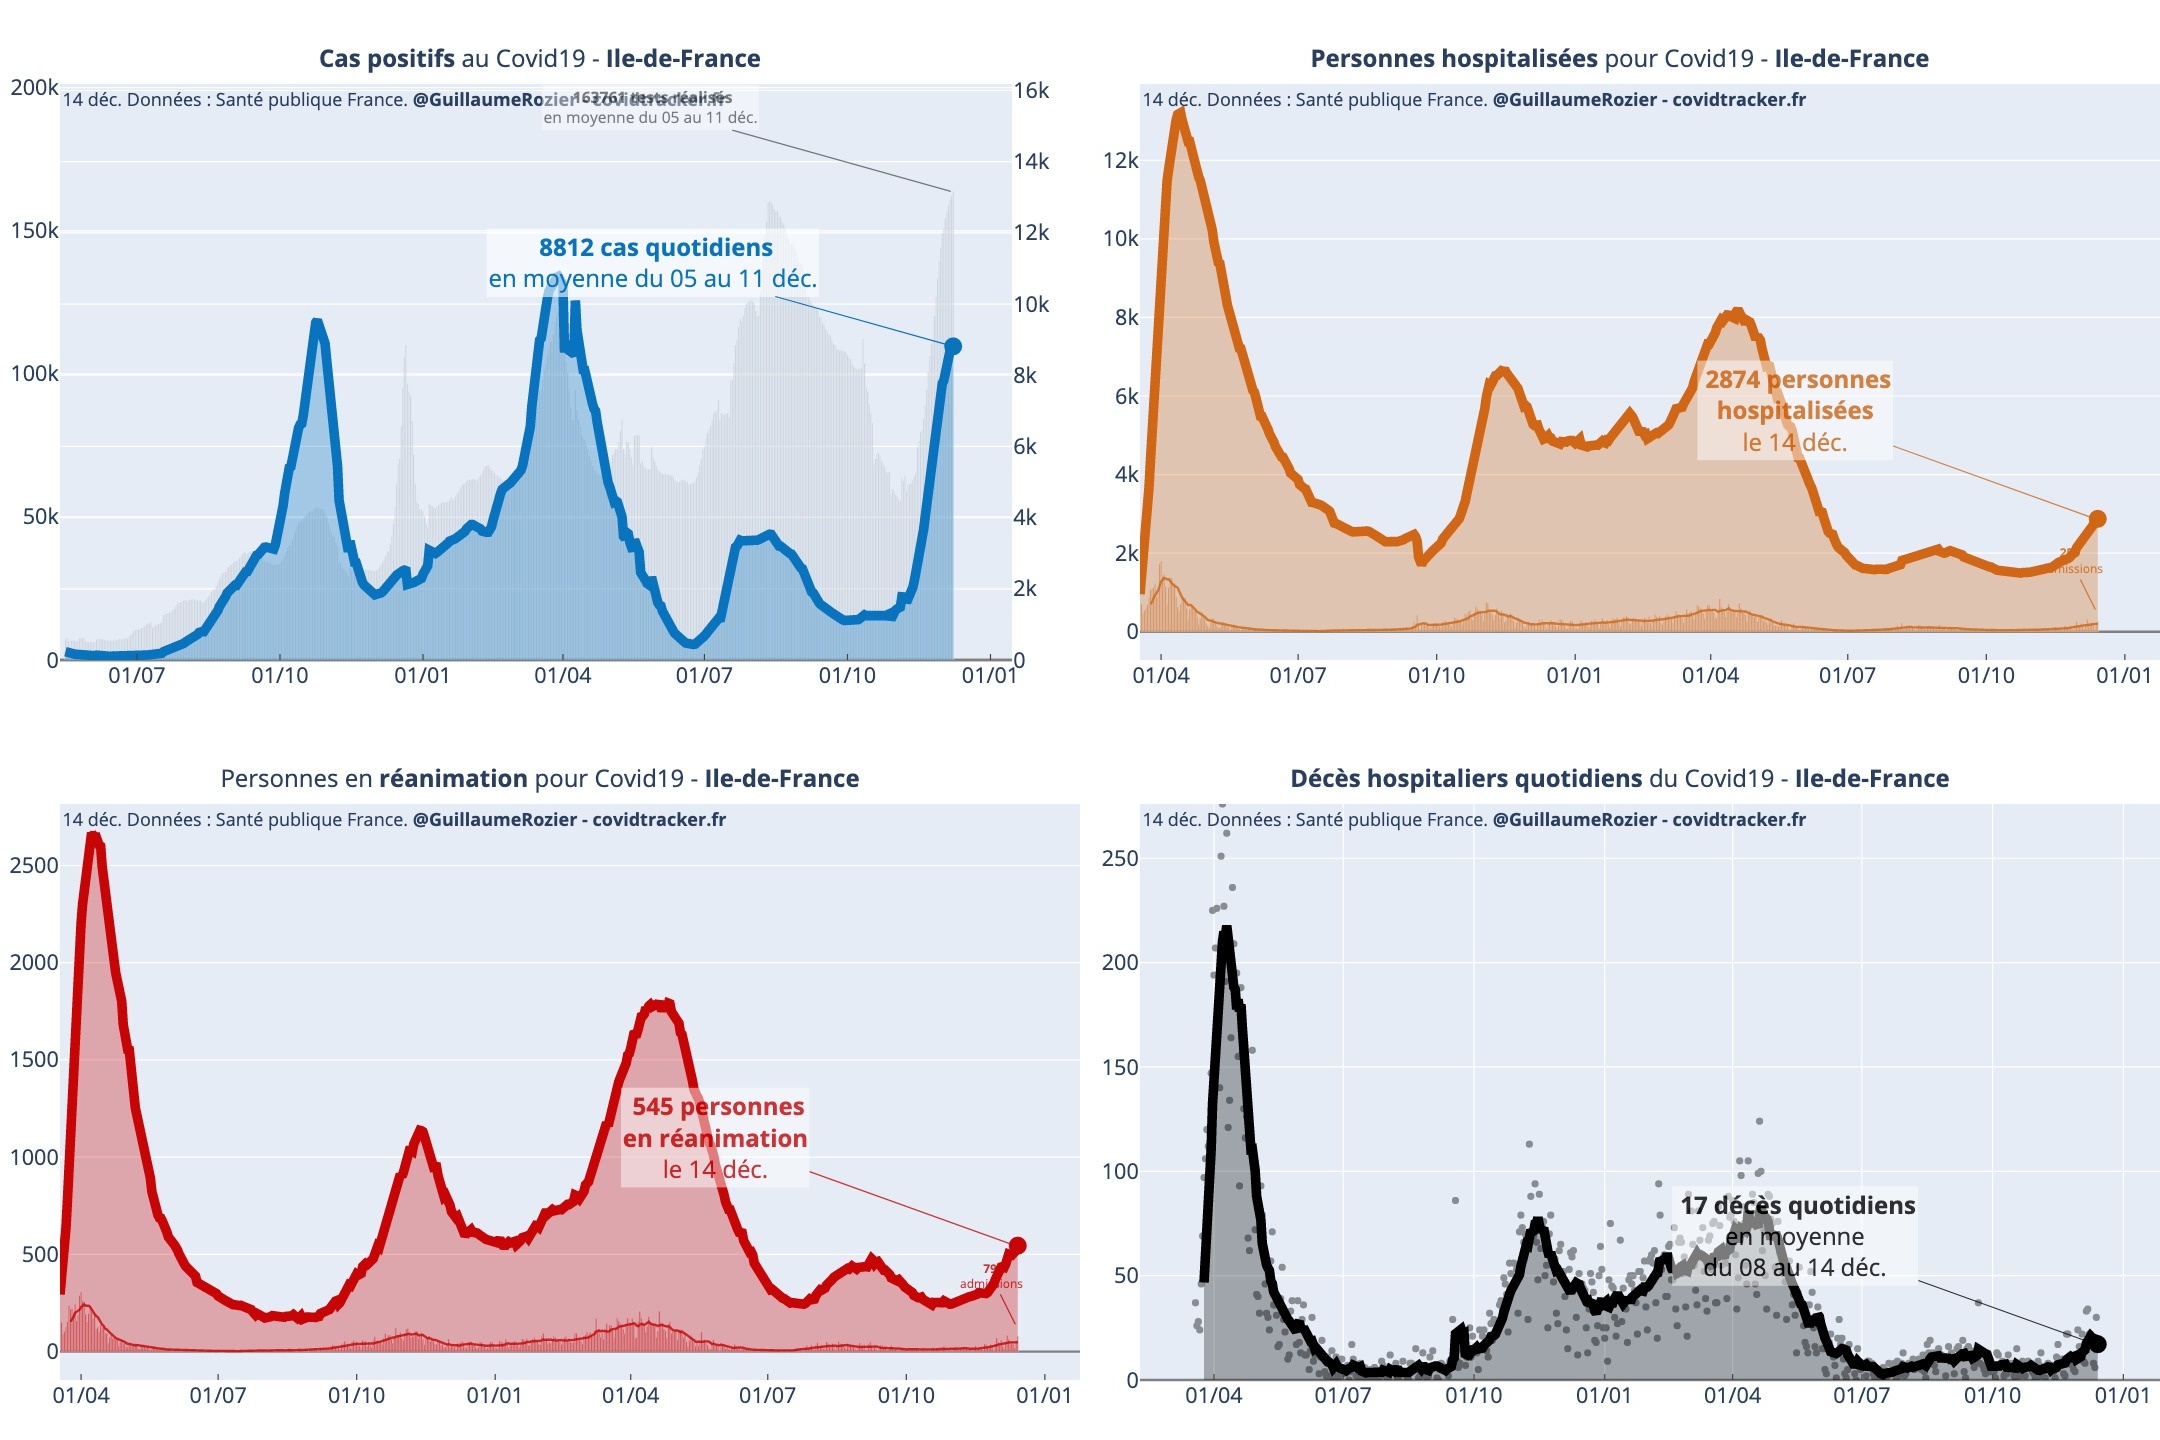 Cas positifs au Covid19 - Ile-de-France
200k
14 déc. Données : Santé publique France. @GuillaumeRozier - covidtracker.fr
163761 tests réalisés
en moyenne du 05 au 11 déc.
16k
14k
150k
12k
8812 cas quotidiens
en moyenne du 05 au 11 déc.
10k
100k
8k
6k
50k
4k
2k
0
0
01/07 01/10 01/01 01/04 01/07 01/10 01/01
Personnes hospitalisées pour Covid19 - Ile-de-France
14 déc. Données : Santé publique France. @GuillaumeRozier - covidtracker.fr
12k
10k
8k
2874 personnes
hospitalisées
le 14 déc.
6k
4k
2k
0
01/04 01/07 01/10 01/01 01/04 01/07 01/10 01/01
Personnes en réanimation pour Covid19 - Ile-de-France
14 déc. Données : Santé publique France. @GuillaumeRozier - covidtracker.fr
2500
2000
1500
545 personnes
en réanimation
le 14 déc.
1000
500
79
admissions
0
01/04 01/07 01/10 01/01 01/04 01/07 01/10 01/01
Décès hospitaliers quotidiens du Covid19 - Ile-de-France
14 déc. Données : Santé publique France. @GuillaumeRozier - covidtracker.fr
250
200
150
100
17 décès quotidiens
en moyenne
du 08 au 14 déc.
50
0
01/04 01/07 01/10 01/01 01/04 01/07 01/10 01/01